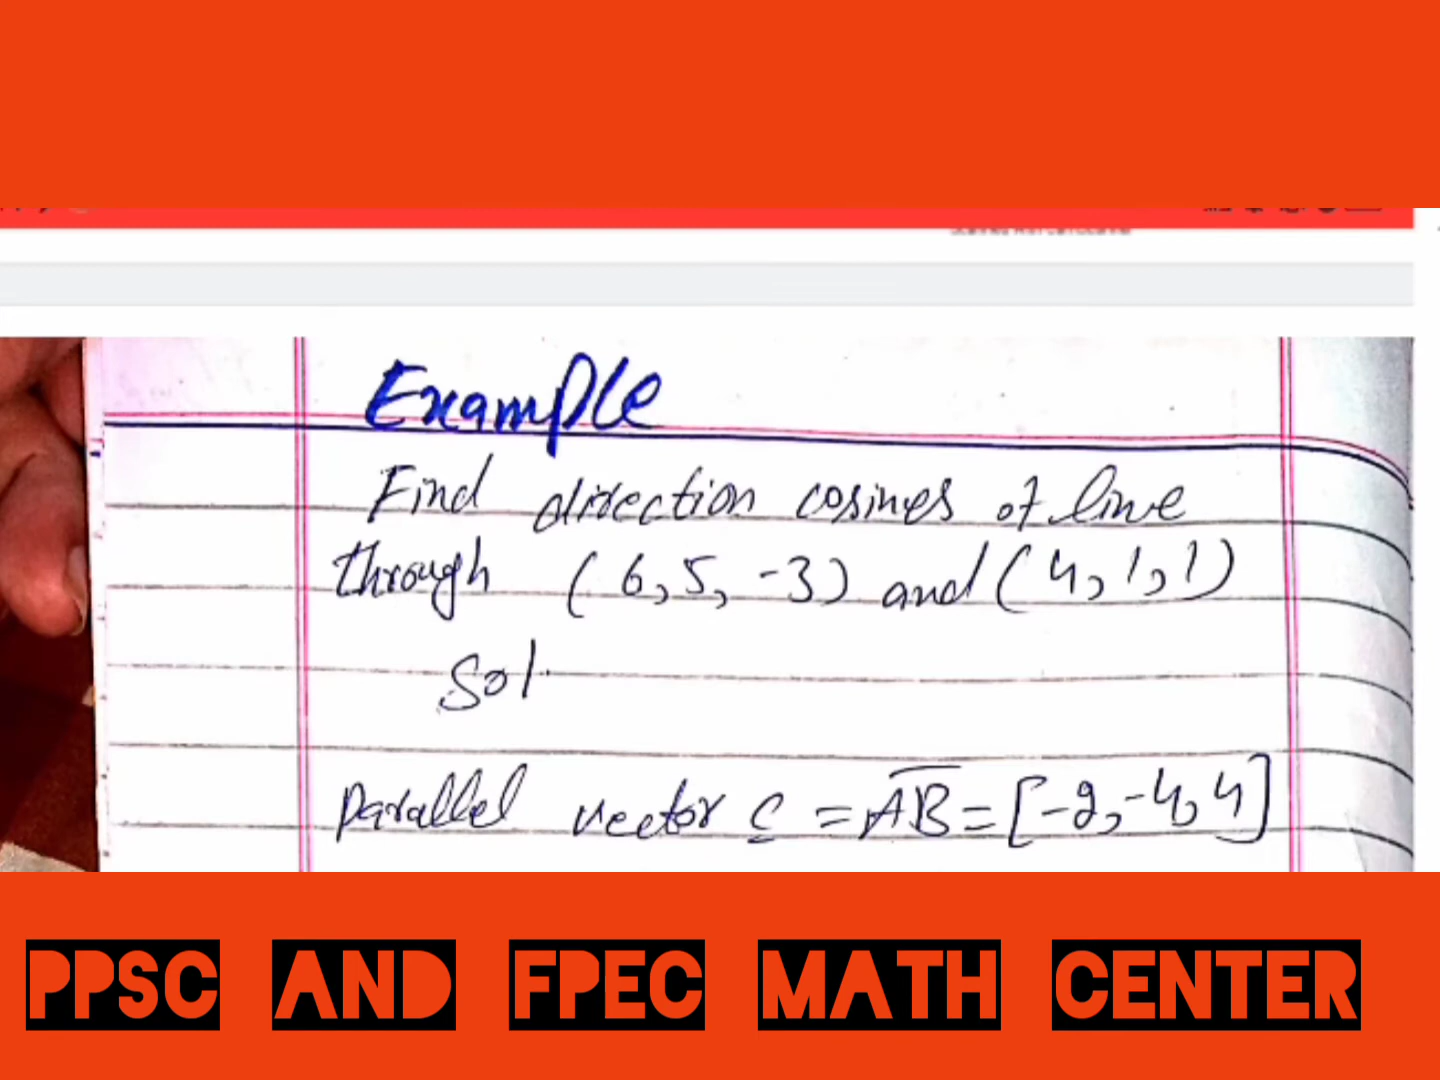 Example
Find direction cosines of line
through (6,5,-3) and (4,1,1)
Sol.
Parallel vector c = AB = [-2,-4,4]
PPSC AND FPEC MATH CENTER